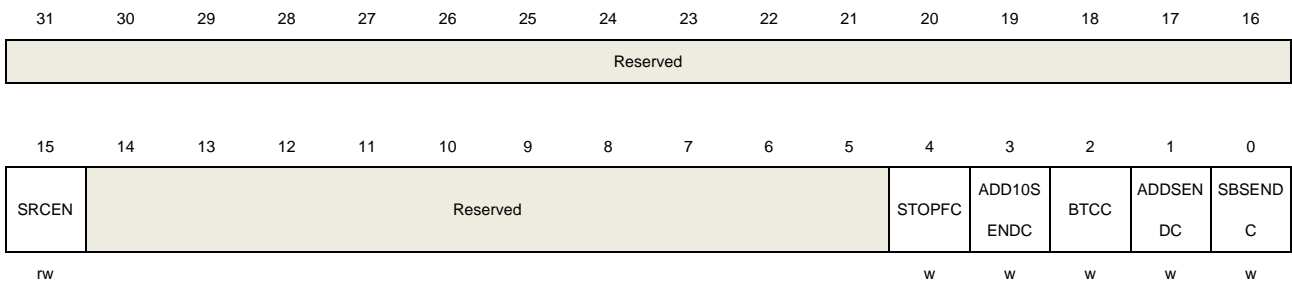 31 30 29 28 27 26 25 24 23 22 21 20 19 18 17 16
Reserved
15 14 13 12 11 10 9 8 7 6 5 4 3 2 1 0
SRCEN Reserved STOPFC ADD10S ENDC BTCC ADDSEN DC SBSEND C
rw w w w w w